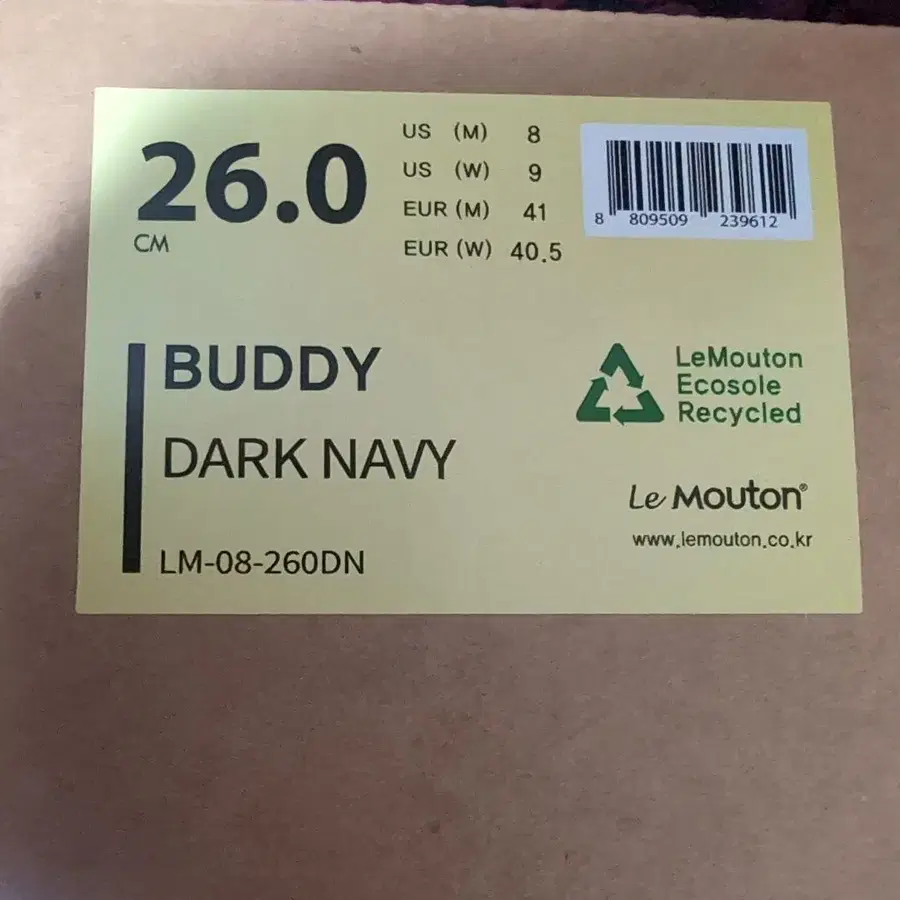 26.0
CM
US (M) 8
US (W) 9
EUR (M) 41
EUR (W) 40.5
8 809509 239612
BUDDY
DARK NAVY
LM-08-260DN
LeMouton
Ecosole
Recycled
Le Mouton®
www.lemouton.co.kr